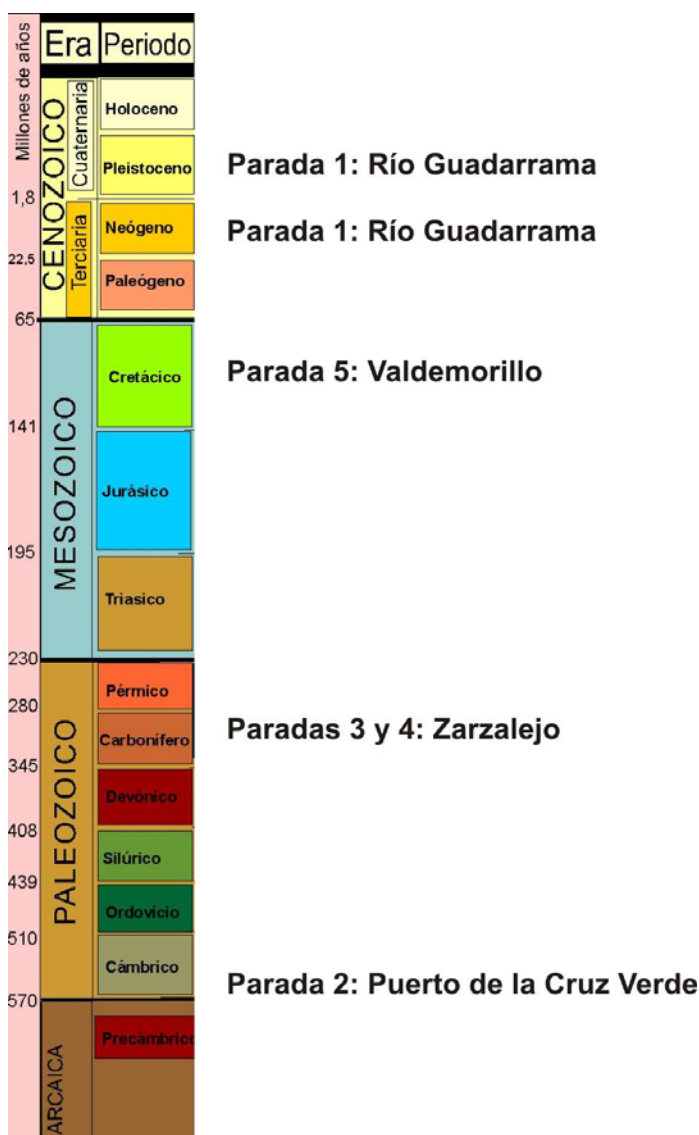 Millones de años
Era
Periodo
CENOZOICO
Cuaternaria
Holoceno
Pleistoceno
Parada 1: Río Guadarrama
1,8
Terciaria
Neógeno
Parada 1: Río Guadarrama
22,5
Paleógeno
65
MESOZOICO
Cretácico
Parada 5: Valdemorillo
141
Jurásico
195
Triasico
230
PALEOZOICO
Pérmico
280
Carbonífero
Paradas 3 y 4: Zarzalejo
345
Devónico
408
Silúrico
439
Ordovício
510
Cámbrico
Parada 2: Puerto de la Cruz Verde
570
ARCAICA
Precámbrico